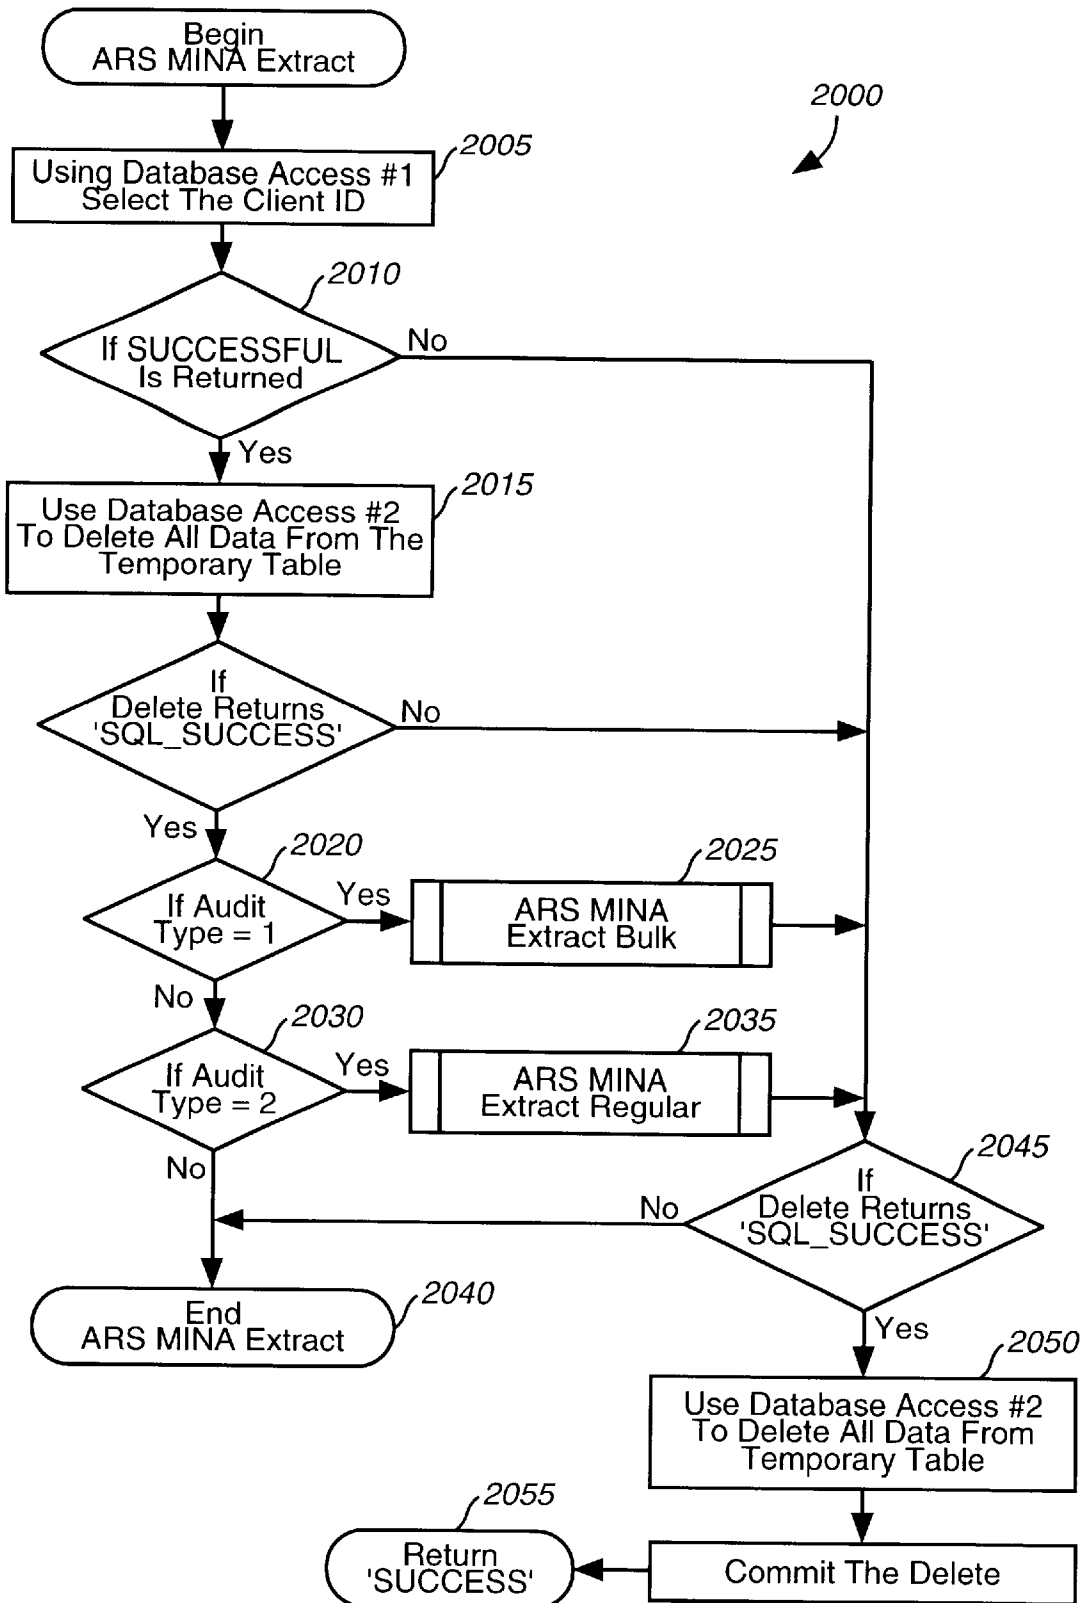 Begin
ARS MINA Extract
2000
2005
Using Database Access #1
Select The Client ID
2010
If SUCCESSFUL
Is Returned
No
Yes
2015
Use Database Access #2
To Delete All Data From The
Temporary Table
If
Delete Returns
'SQL_SUCCESS'
No
Yes
2020
If Audit
Type = 1
Yes
2025
ARS MINA
Extract Bulk
No
2030
If Audit
Type = 2
Yes
2035
ARS MINA
Extract Regular
No
2045
If
Delete Returns
'SQL_SUCCESS'
No
2040
End
ARS MINA Extract
Yes
2050
Use Database Access #2
To Delete All Data From
Temporary Table
2055
Return
'SUCCESS'
Commit The Delete